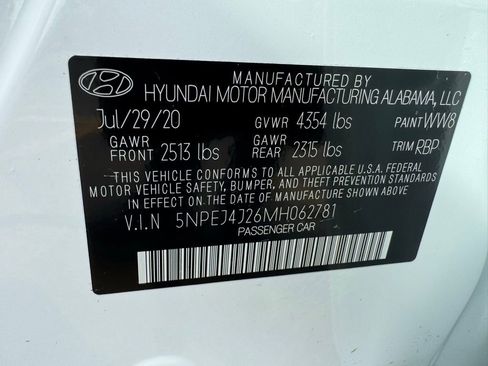 MANUFACTURED BY
HYUNDAI MOTOR MANUFACTURING ALABAMA, LLC
Jul/29/20 GVWR 4354 lbs PAINT WW8
GAWR FRONT 2513 lbs GAWR REAR 2315 lbs TRIM RBP
THIS VEHICLE CONFORMS TO ALL APPLICABLE U.S.A. FEDERAL
MOTOR VEHICLE SAFETY, BUMPER, AND THEFT PREVENTION
STANDARDS IN EFFECT ON THE DATE OF MANUFACTURE SHOWN ABOVE
V.I.N 5NPEJ4J26MH062781
PASSENGER CAR